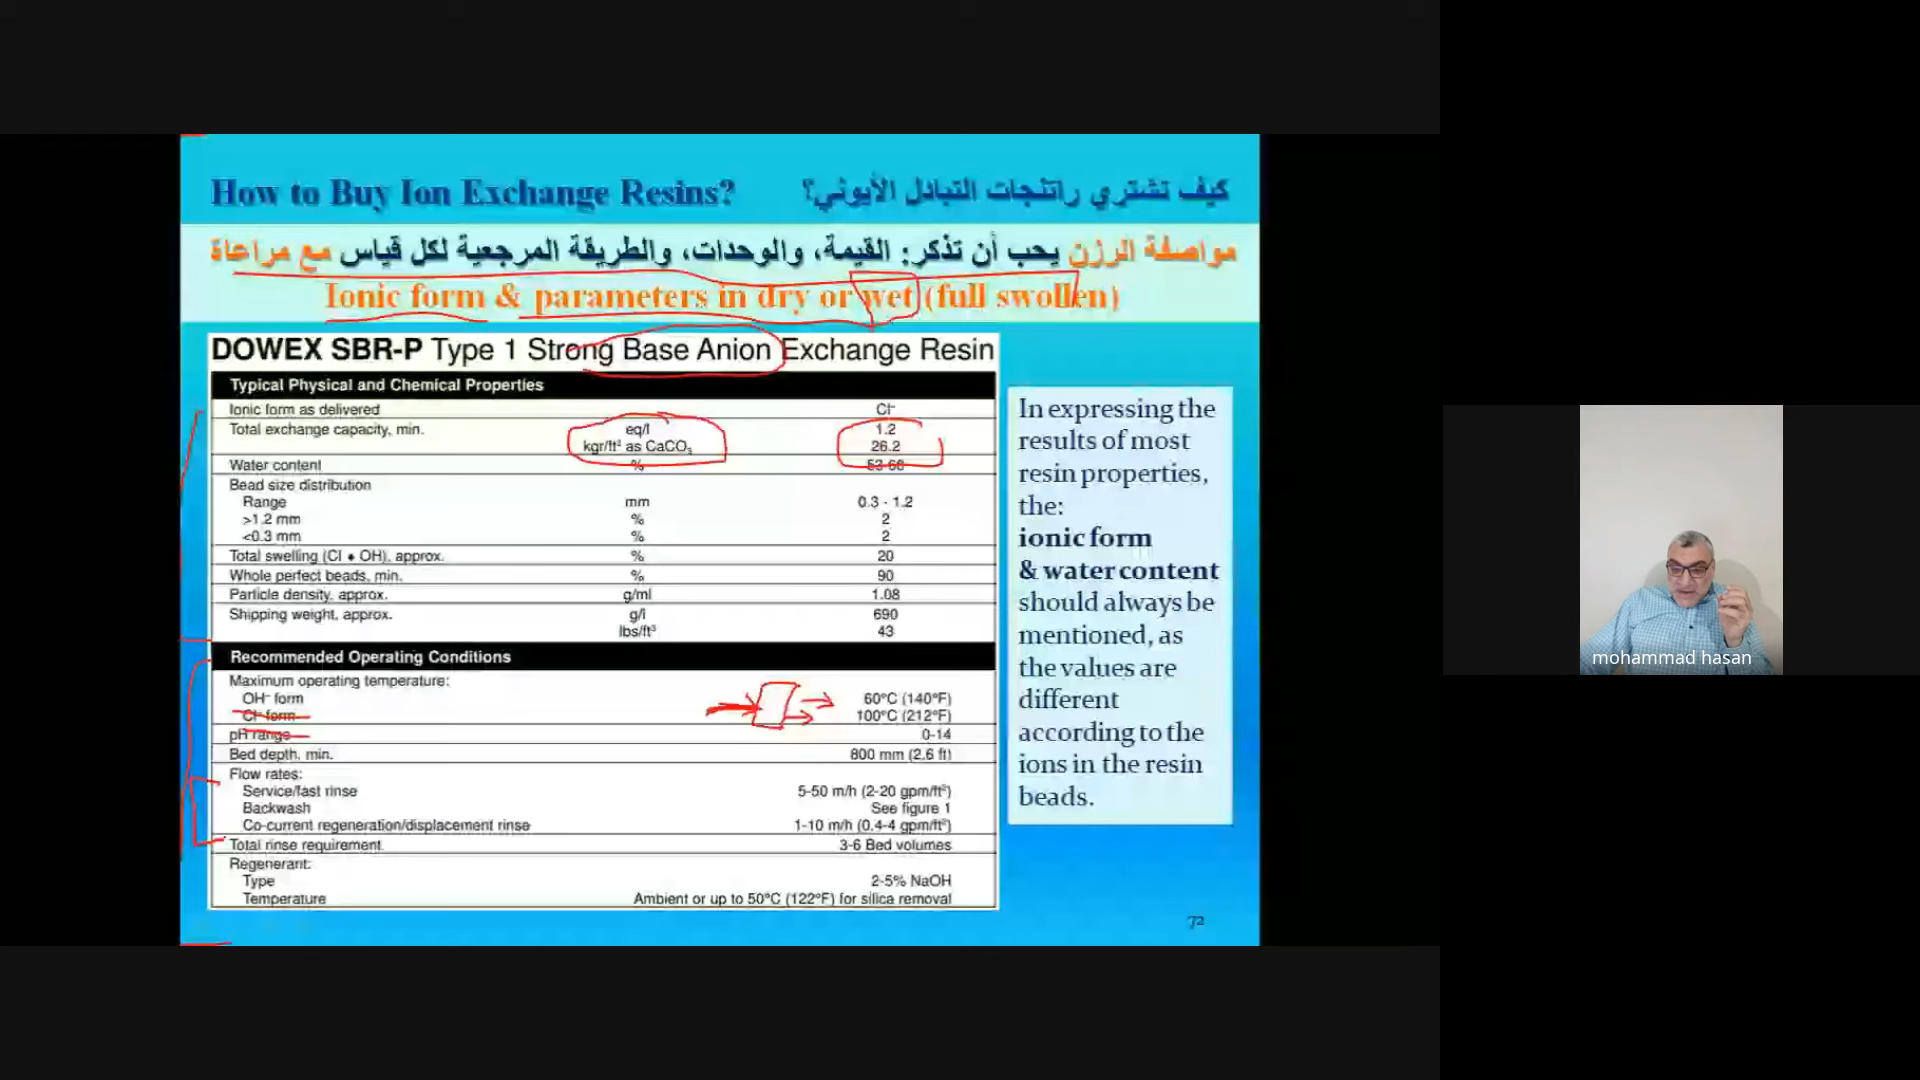 How to Buy Ion Exchange Resins? كيف تشتري راتنجات التبادل الأيوني؟
مواصفة الرزن يحب أن تذكر: القيمة، والوحدات، والطريقة المرجعية لكل قياس مع مراعاة
Ionic form & parameters in dry or wet (full swollen)
DOWEX SBR-P Type 1 Strong Base Anion Exchange Resin
Typical Physical and Chemical Properties
Ionic form as delivered Cl⁻
Total exchange capacity, min. eq/l 1.2
kgr/ft³ as CaCO₃ 26.2
Water content % 53-60
Bead size distribution
Range mm 0.3 - 1.2
>1.2 mm % 2
<0.3 mm % 2
Total swelling (Cl • OH), approx. % 20
Whole perfect beads, min. % 90
Particle density, approx. g/ml 1.08
Shipping weight, approx. g/l 690
lbs/ft³ 43
Recommended Operating Conditions
Maximum operating temperature:
OH⁻ form 60°C (140°F)
Cl⁻ form 100°C (212°F)
pH range 0-14
Bed depth, min. 800 mm (2.6 ft)
Flow rates:
Service/fast rinse 5-50 m/h (2-20 gpm/ft²)
Backwash See figure 1
Co-current regeneration/displacement rinse 1-10 m/h (0.4-4 gpm/ft²)
Total rinse requirement 3-6 Bed volumes
Regenerant:
Type 2-5% NaOH
Temperature Ambient or up to 50°C (122°F) for silica removal
In expressing the
results of most
resin properties,
the:
ionic form
& water content
should always be
mentioned, as
the values are
different
according to the
ions in the resin
beads.
72
mohammad hasan